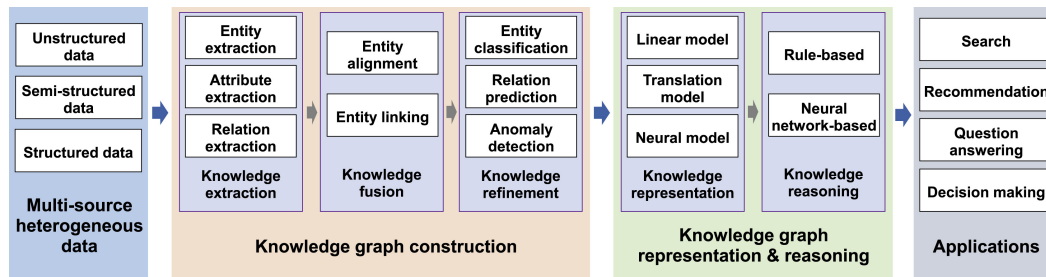 Unstructured
data
Semi-structured
data
Structured data
Multi-source
heterogeneous
data
Entity
extraction
Attribute
extraction
Relation
extraction
Knowledge
extraction
Entity
alignment
Entity linking
Knowledge
fusion
Entity
classification
Relation
prediction
Anomaly
detection
Knowledge
refinement
Knowledge graph construction
Linear model
Translation
model
Neural model
Knowledge
representation
Rule-based
Neural
network-based
Knowledge
reasoning
Knowledge graph
representation & reasoning
Search
Recommendation
Question
answering
Decision making
Applications